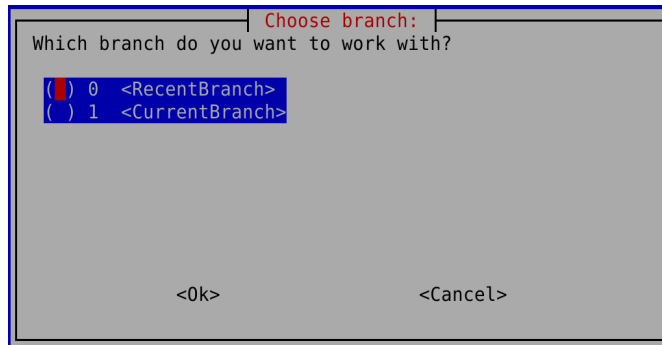 Choose branch:
Which branch do you want to work with?
( ) 0 <RecentBranch>
( ) 1 <CurrentBranch>
<Ok> <Cancel>